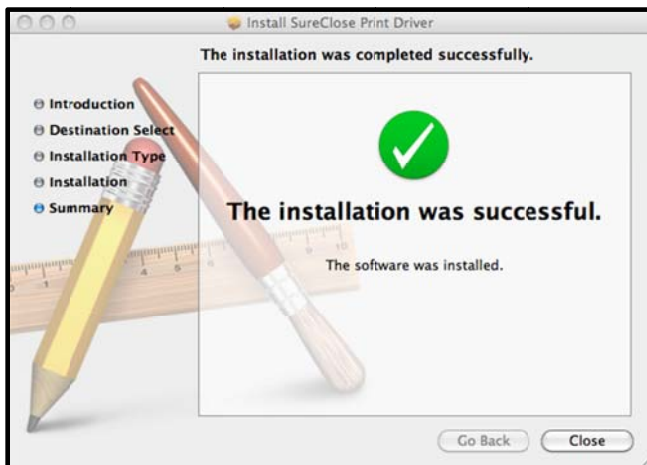 Install SureClose Print Driver
The installation was completed successfully.
Introduction
Destination Select
Installation Type
Installation
Summary
The installation was successful.
The software was installed.
Go Back
Close